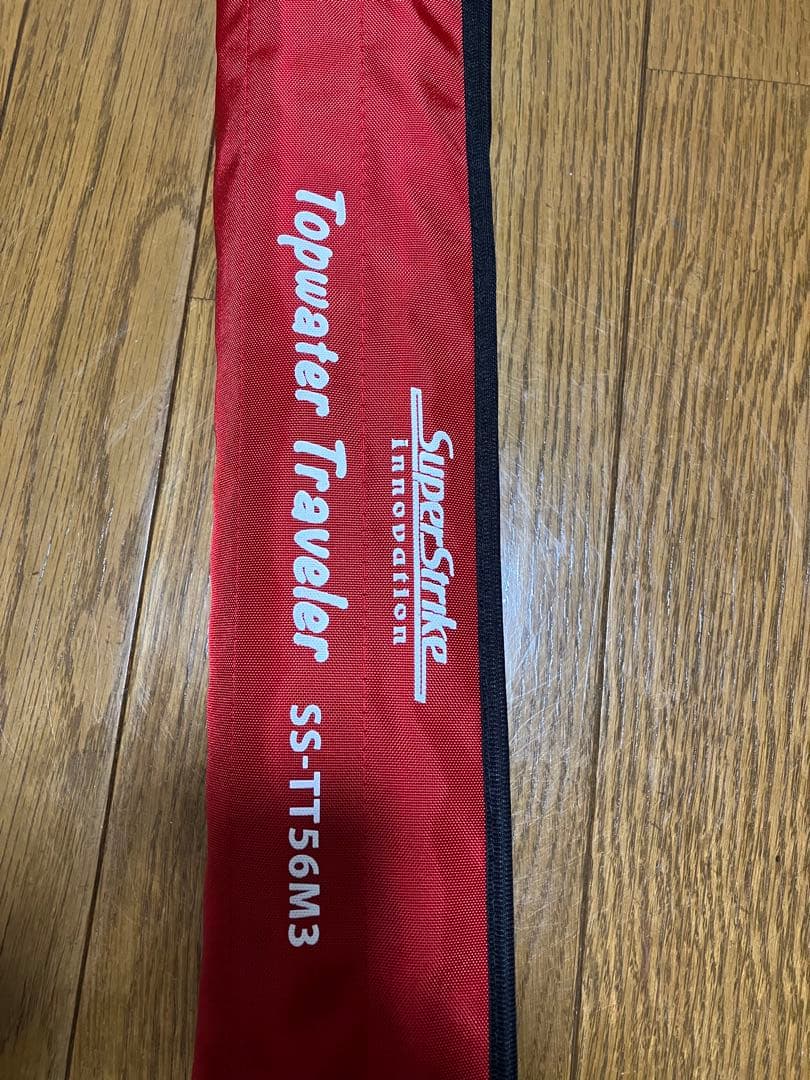 SuperStrike
innovation
Topwater Traveler SS-TT56M3